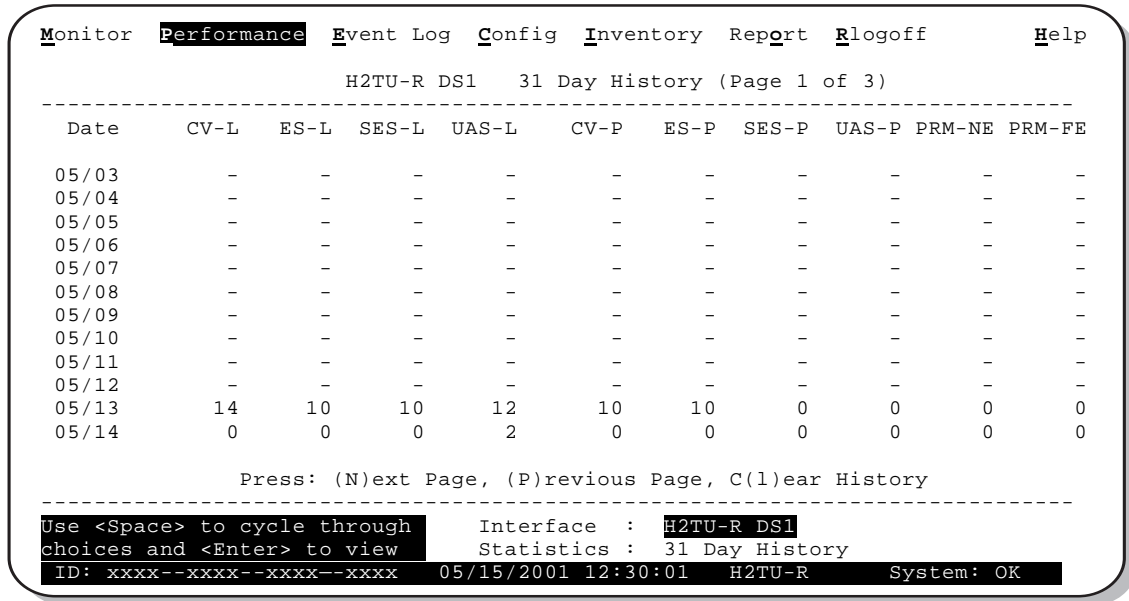 Monitor Performance Event Log Config Inventory Report Rlogoff Help
H2TU-R DS1 31 Day History (Page 1 of 3)
--------------------------------------------------------------------------
Date CV-L ES-L SES-L UAS-L CV-P ES-P SES-P UAS-P PRM-NE PRM-FE
05/03 - - - - - - - - - -
05/04 - - - - - - - - - -
05/05 - - - - - - - - - -
05/06 - - - - - - - - - -
05/07 - - - - - - - - - -
05/08 - - - - - - - - - -
05/09 - - - - - - - - - -
05/10 - - - - - - - - - -
05/11 - - - - - - - - - -
05/12 - - - - - - - - - -
05/13 14 10 10 12 10 10 0 0 0 0
05/14 0 0 0 2 0 0 0 0 0 0
Press: (N)ext Page, (P)revious Page, C(l)ear History
--------------------------------------------------------------------------
Use <Space> to cycle through Interface : H2TU-R DS1
choices and <Enter> to view Statistics : 31 Day History
ID: xxxx--xxxx--xxxx--xxxx 05/15/2001 12:30:01 H2TU-R System: OK